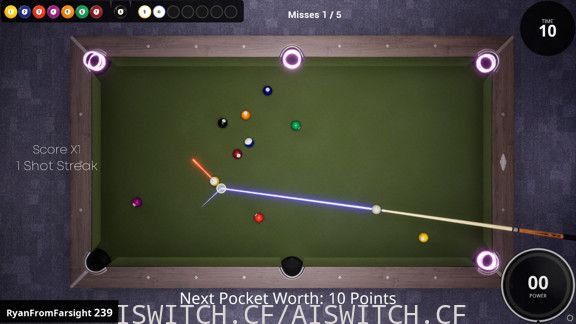 Misses 1 / 5
TIME
10
Score X1
1 Shot Streak
00
POWER
Next Pocket Worth: 10 Points
RyanFromFarsight 239
AISWITCH.CF/AISWITCH.CF